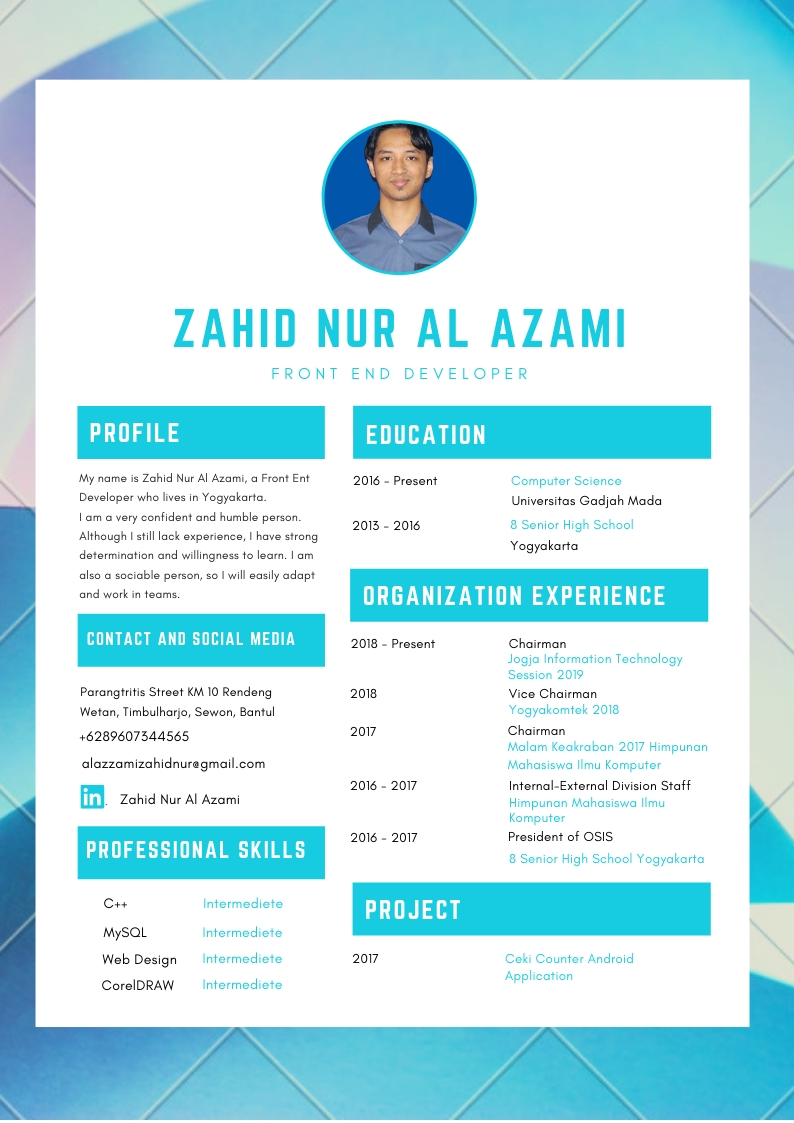 ZAHID NUR AL AZAMI
FRONT END DEVELOPER
PROFILE
My name is Zahid Nur Al Azami, a Front Ent
Developer who lives in Yogyakarta.
I am a very confident and humble person.
Although I still lack experience, I have strong
determination and willingness to learn. I am
also a sociable person, so I will easily adapt
and work in teams.
CONTACT AND SOCIAL MEDIA
Parangtritis Street KM 10 Rendeng
Wetan, Timbulharjo, Sewon, Bantul
+6289607344565
alazzamizahidnur@gmail.com
in. Zahid Nur Al Azami
PROFESSIONAL SKILLS
C++ Intermediete
MySQL Intermediete
Web Design Intermediete
CorelDRAW Intermediete
EDUCATION
2016 - Present Computer Science
Universitas Gadjah Mada
2013 - 2016 8 Senior High School
Yogyakarta
ORGANIZATION EXPERIENCE
2018 - Present Chairman
Jogja Information Technology
Session 2019
2018 Vice Chairman
Yogyakomtek 2018
2017 Chairman
Malam Keakraban 2017 Himpunan
Mahasiswa Ilmu Komputer
2016 - 2017 Internal-External Division Staff
Himpunan Mahasiswa Ilmu
Komputer
2016 - 2017 President of OSIS
8 Senior High School Yogyakarta
PROJECT
2017 Ceki Counter Android
Application